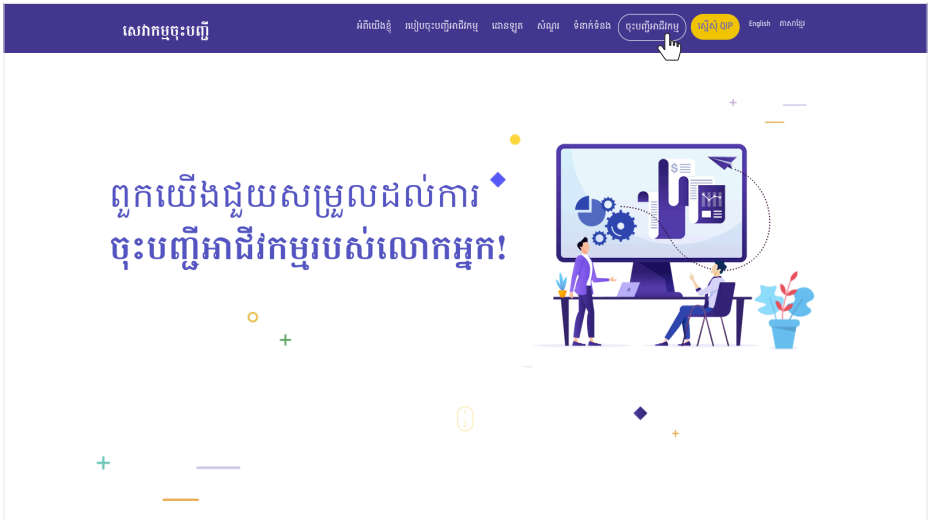 សេវាកម្មចុះបញ្ជី
អំពីយើងខ្ញុំ របៀបចុះបញ្ជីអាជីវកម្ម ដោនឡូត សំណួរ ទំនាក់ទំនង ចុះបញ្ជីអាជីវកម្ម ស្នើសុំ QIP English ភាសាខ្មែរ
ពួកយើងជួយសម្រួលដល់ការ
ចុះបញ្ជីអាជីវកម្មរបស់លោកអ្នក!